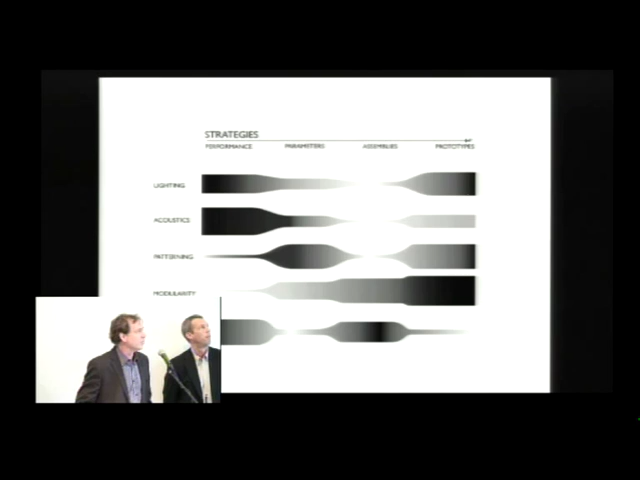 STRATEGIES
PERFORMANCE PARAMETERS ASSEMBLIES PROTOTYPES
LIGHTING
ACOUSTICS
PATTERNING
MODULARITY